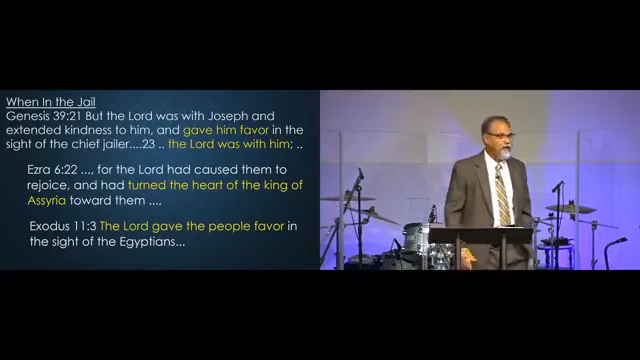 When In the Jail
Genesis 39:21 But the Lord was with Joseph and
extended kindness to him, and gave him favor in the
sight of the chief jailer....23 .. the Lord was with him; ..
Ezra 6:22 ..., for the Lord had caused them to
rejoice, and had turned the heart of the king of
Assyria toward them ...,
Exodus 11:3 The Lord gave the people favor in
the sight of the Egyptians...